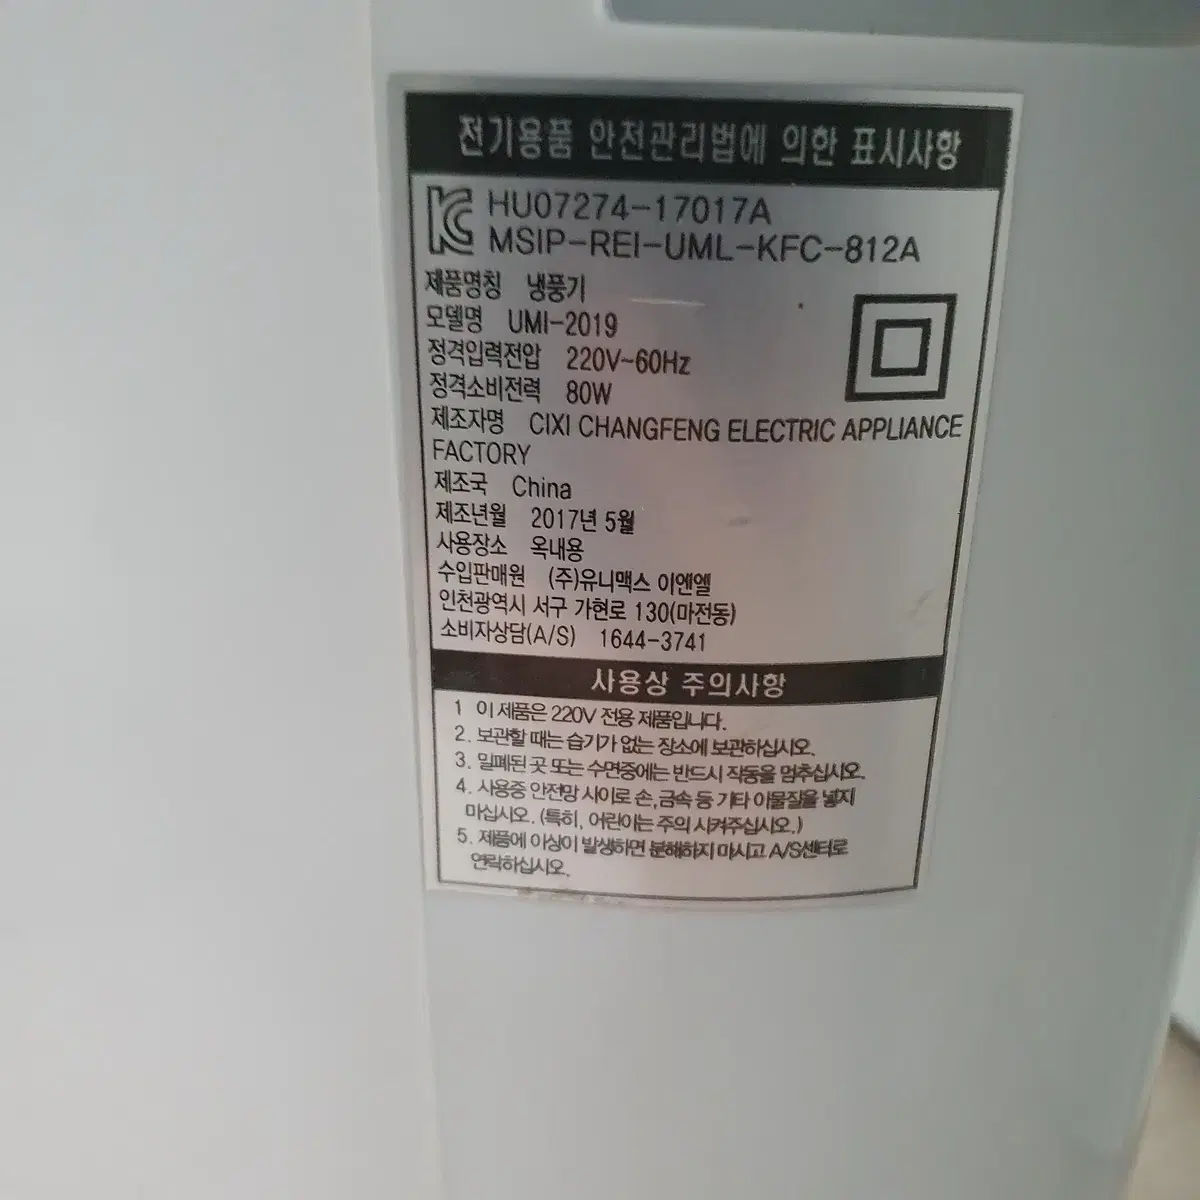 전기용품 안전관리법에 의한 표시사항
HU07274-17017A
MSIP-REI-UML-KFC-812A
제품명칭 냉풍기
모델명 UMI-2019
정격입력전압 220V~60Hz
정격소비전력 80W
제조자명 CIXI CHANGFENG ELECTRIC APPLIANCE
FACTORY
제조국 China
제조년월 2017년 5월
사용장소 옥내용
수입판매원 (주)유니맥스 이엔엘
인천광역시 서구 가현로 130(마전동)
소비자상담(A/S) 1644-3741
사용상 주의사항
1 이 제품은 220V 전용 제품입니다.
2. 보관할 때는 습기가 없는 장소에 보관하십시오.
3. 밀폐된 곳 또는 수면중에는 반드시 작동을 멈추십시오.
4. 사용중 안전망 사이로 손, 금속 등 기타 이물질을 넣지
마십시오. (특히, 어린이는 주의 시켜주십시오.)
5. 제품에 이상이 발생하면 분해하지 마시고 A/S센터로
연락하십시오.